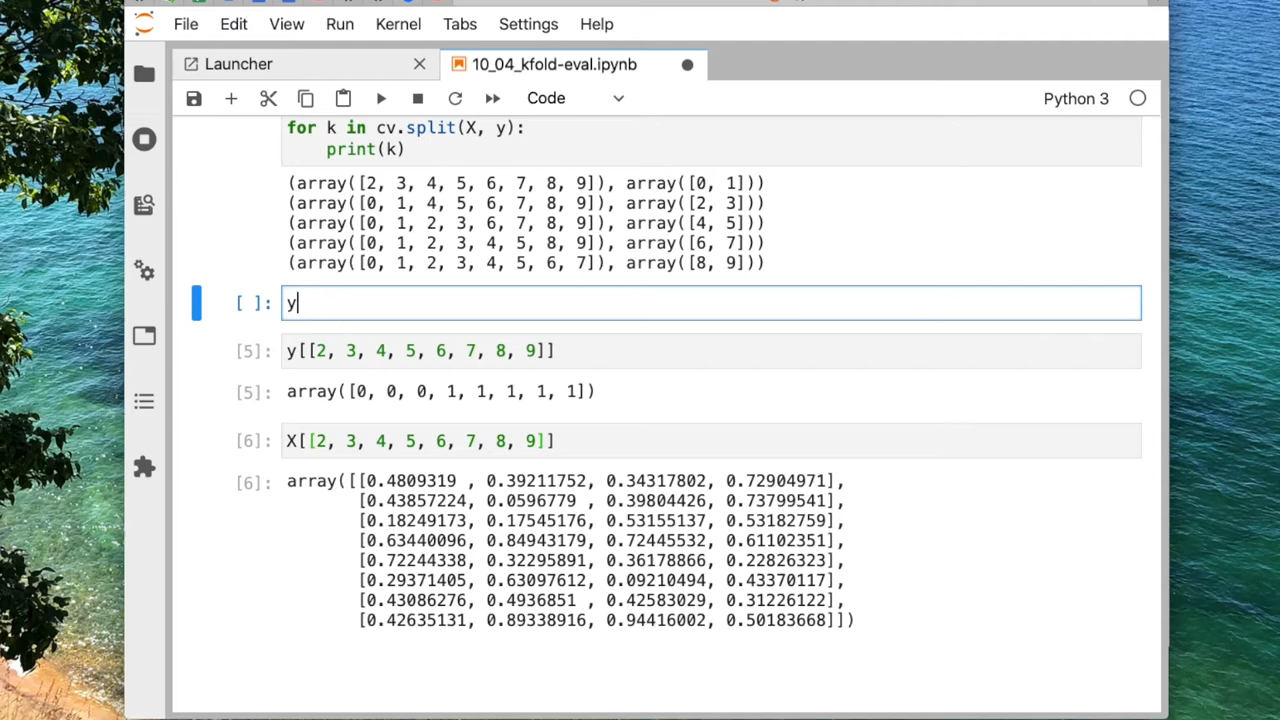 File Edit View Run Kernel Tabs Settings Help
Launcher 10_04_kfold-eval.ipynb
Code Python 3
for k in cv.split(X, y):
    print(k)
(array([2, 3, 4, 5, 6, 7, 8, 9]), array([0, 1]))
(array([0, 1, 4, 5, 6, 7, 8, 9]), array([2, 3]))
(array([0, 1, 2, 3, 6, 7, 8, 9]), array([4, 5]))
(array([0, 1, 2, 3, 4, 5, 8, 9]), array([6, 7]))
(array([0, 1, 2, 3, 4, 5, 6, 7]), array([8, 9]))
[ ]: y
[5]: y[[2, 3, 4, 5, 6, 7, 8, 9]]
[5]: array([0, 0, 0, 1, 1, 1, 1, 1])
[6]: X[[2, 3, 4, 5, 6, 7, 8, 9]]
[6]: array([[0.4809319 , 0.39211752, 0.34317802, 0.72904971],
[0.43857224, 0.0596779 , 0.39804426, 0.73799541],
[0.18249173, 0.17545176, 0.53155137, 0.53182759],
[0.63440096, 0.84943179, 0.72445532, 0.61102351],
[0.72244338, 0.32295891, 0.36178866, 0.22826323],
[0.29371405, 0.63097612, 0.09210494, 0.43370117],
[0.43086276, 0.4936851 , 0.42583029, 0.31226122],
[0.42635131, 0.89338916, 0.94416002, 0.50183668]])